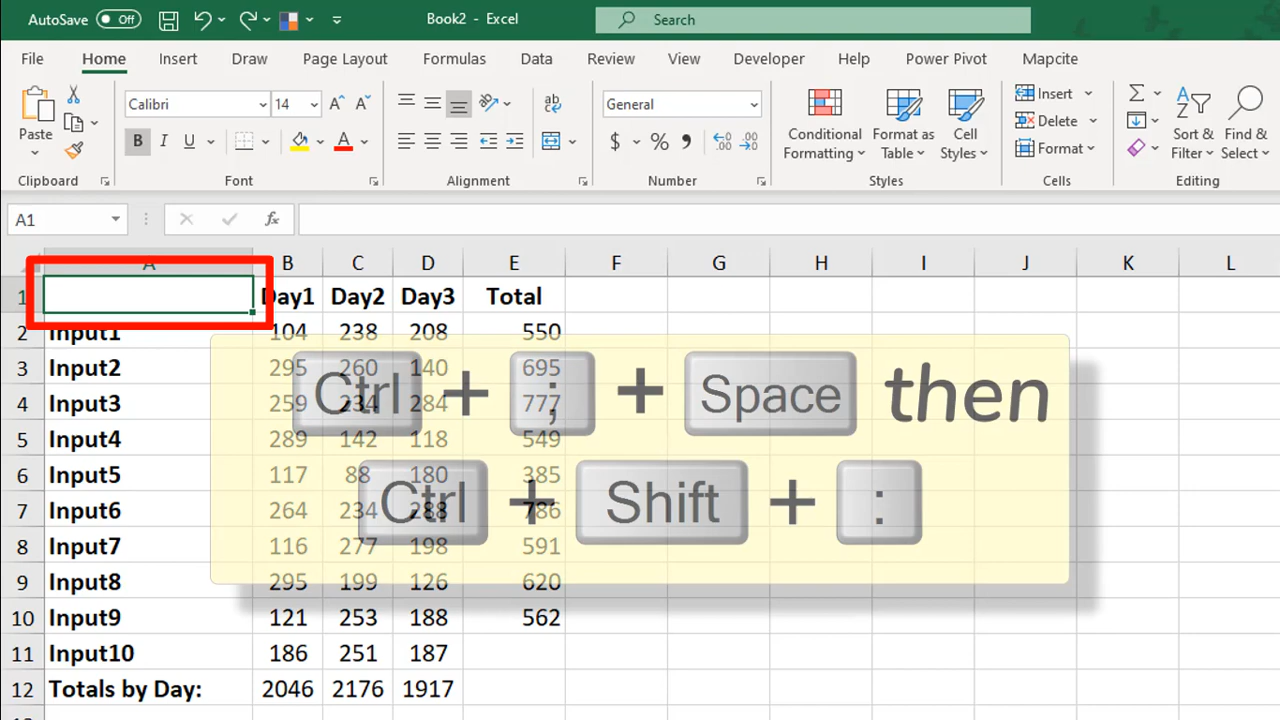 AutoSave Off Book2 - Excel Search
File Home Insert Draw Page Layout Formulas Data Review View Developer Help Power Pivot Mapcite
Calibri 14 General Insert
Paste Conditional Format as Cell Delete Sort & Find &
B I U A $ % Formatting Table Styles Format Filter Select
Clipboard Font Alignment Number Styles Cells Editing
A1 fx
A B C D E F G H I J K L
1 Day1 Day2 Day3 Total
2 Input1 104 238 208 550
3 Input2 295 260 140 695
4 Input3 259 234 284 777
Ctrl + ; + Space then
5 Input4 289 142 118 549
6 Input5 117 88 180 385
7 Input6 264 234 288 786
Ctrl + Shift + :
8 Input7 116 277 198 591
9 Input8 295 199 126 620
10 Input9 121 253 188 562
11 Input10 186 251 187
12 Totals by Day: 2046 2176 1917